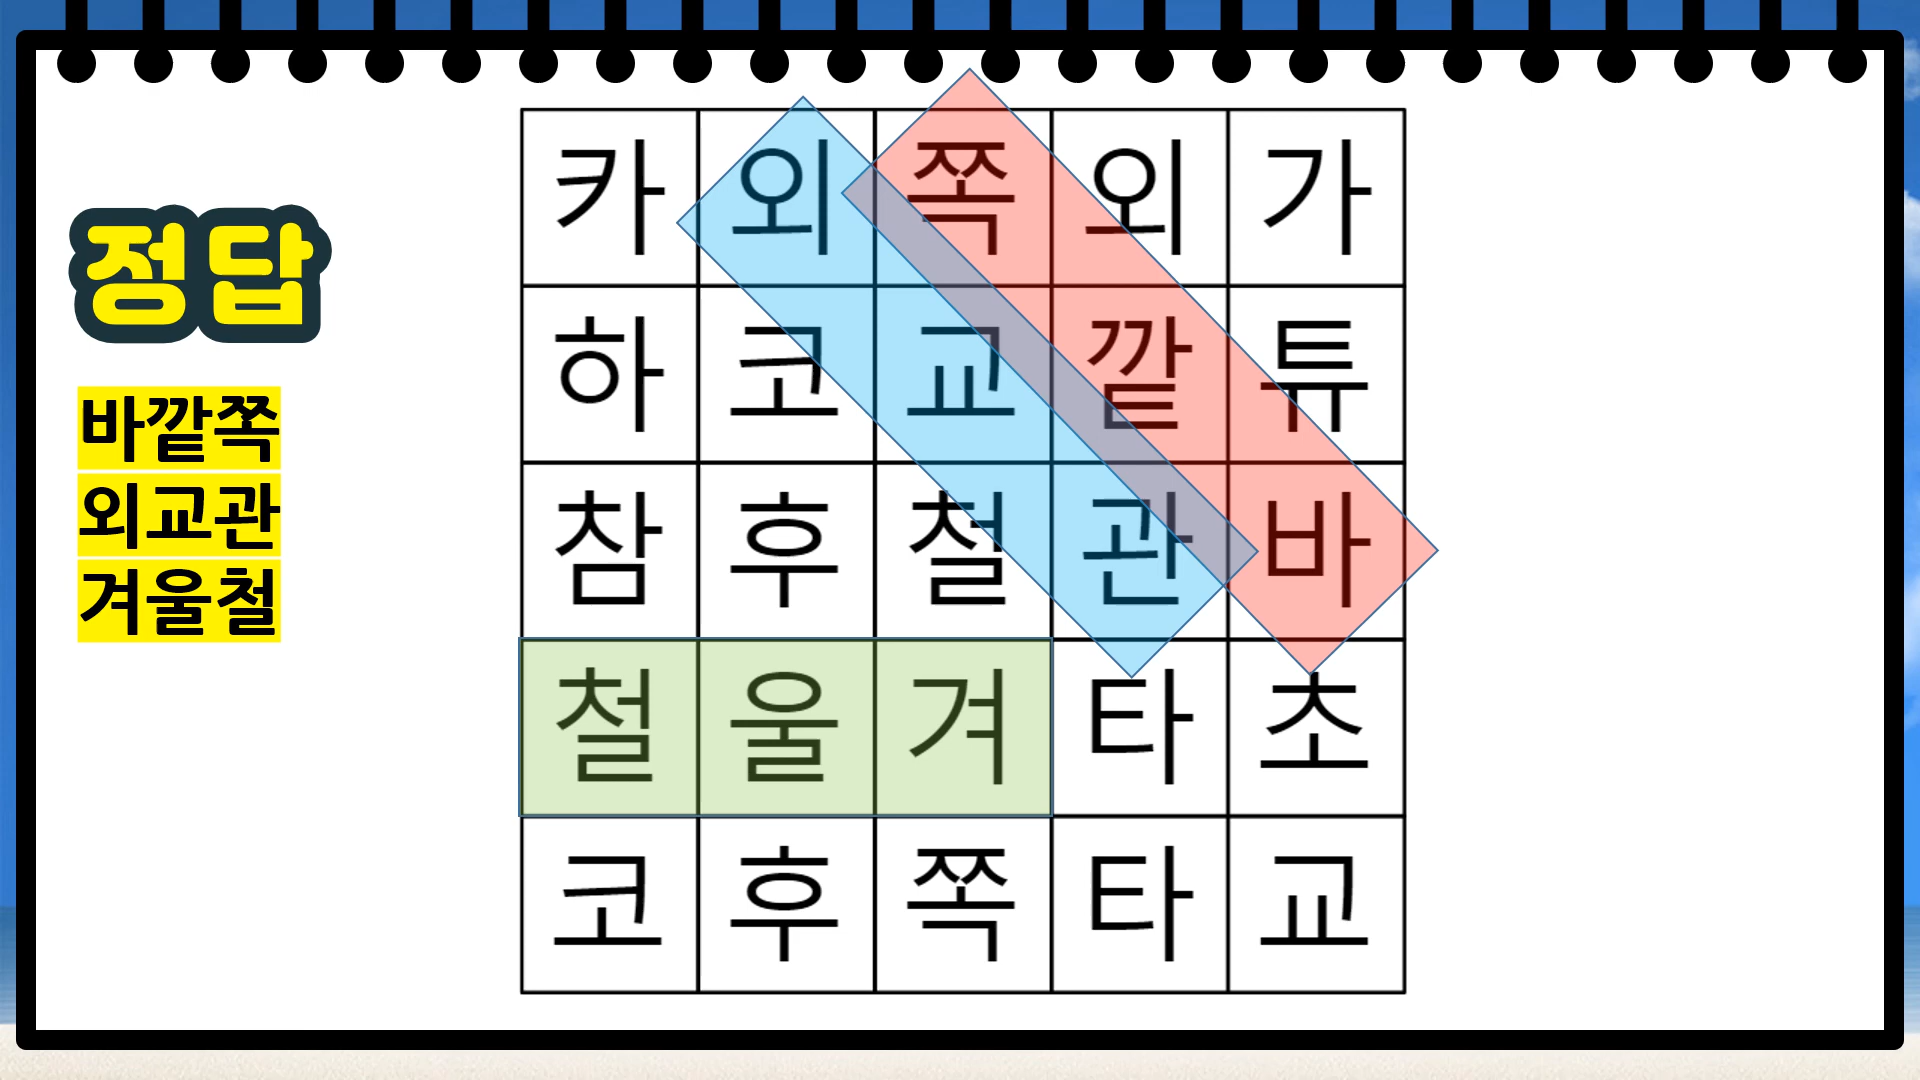 정답
바깥쪽
외교관
겨울철
카 외 쪽 외 가
하 코 교 깥 튜
참 후 철 관 바
철 울 겨 타 초
코 후 쪽 타 교